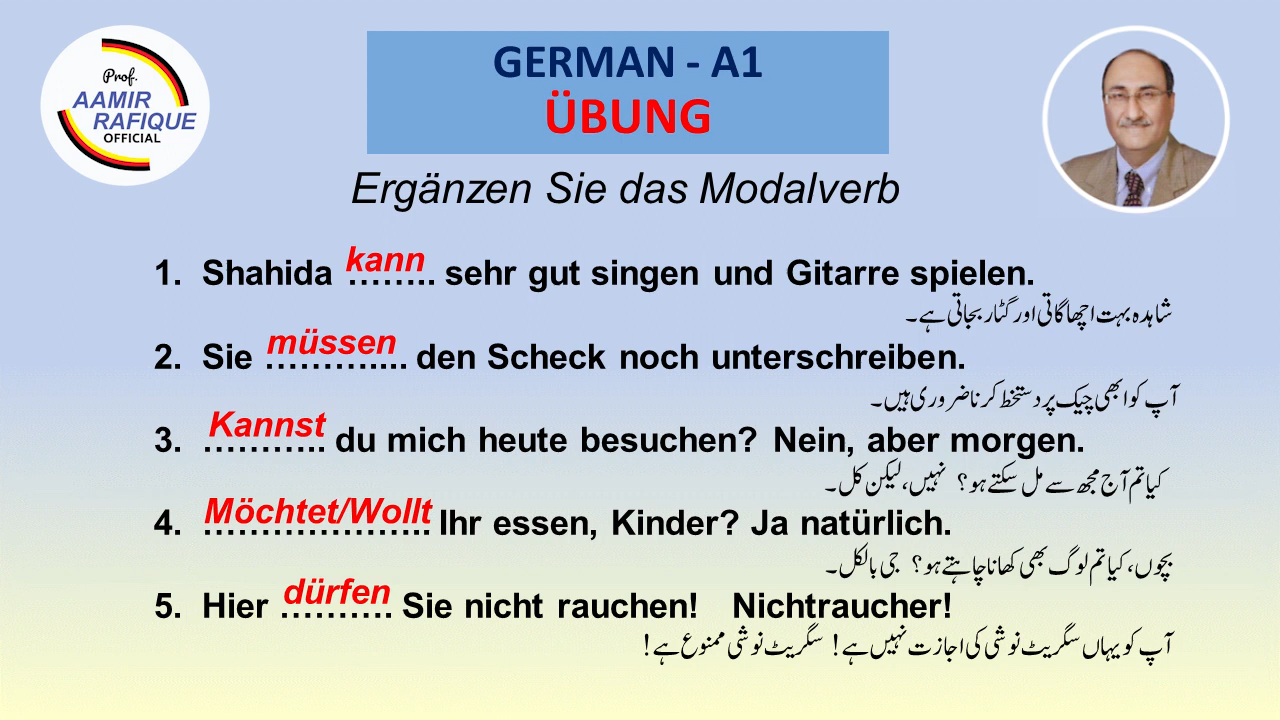 Prof.
AAMIR
RAFIQUE
OFFICIAL
GERMAN - A1
ÜBUNG
Ergänzen Sie das Modalverb
1. Shahida kann …….. sehr gut singen und Gitarre spielen.
شاہدہ بہت اچھا گاتی اور گٹار بجاتی ہے۔
2. Sie müssen ……….... den Scheck noch unterschreiben.
آپ کو ابھی چیک پر دستخط کرنا ضروری ہیں۔
3. Kannst ……….. du mich heute besuchen? Nein, aber morgen.
کیا تم آج مجھ سے مل سکتے ہو؟ نہیں، لیکن کل۔
4. Möchtet/Wollt ……………….. Ihr essen, Kinder? Ja natürlich.
بچوں، کیا تم لوگ بھی کھانا چاہتے ہو؟ جی بالکل۔
5. Hier dürfen ………. Sie nicht rauchen! Nichtraucher!
آپ کو یہاں سگریٹ نوشی کی اجازت نہیں ہے! سگریٹ نوشی ممنوع ہے!